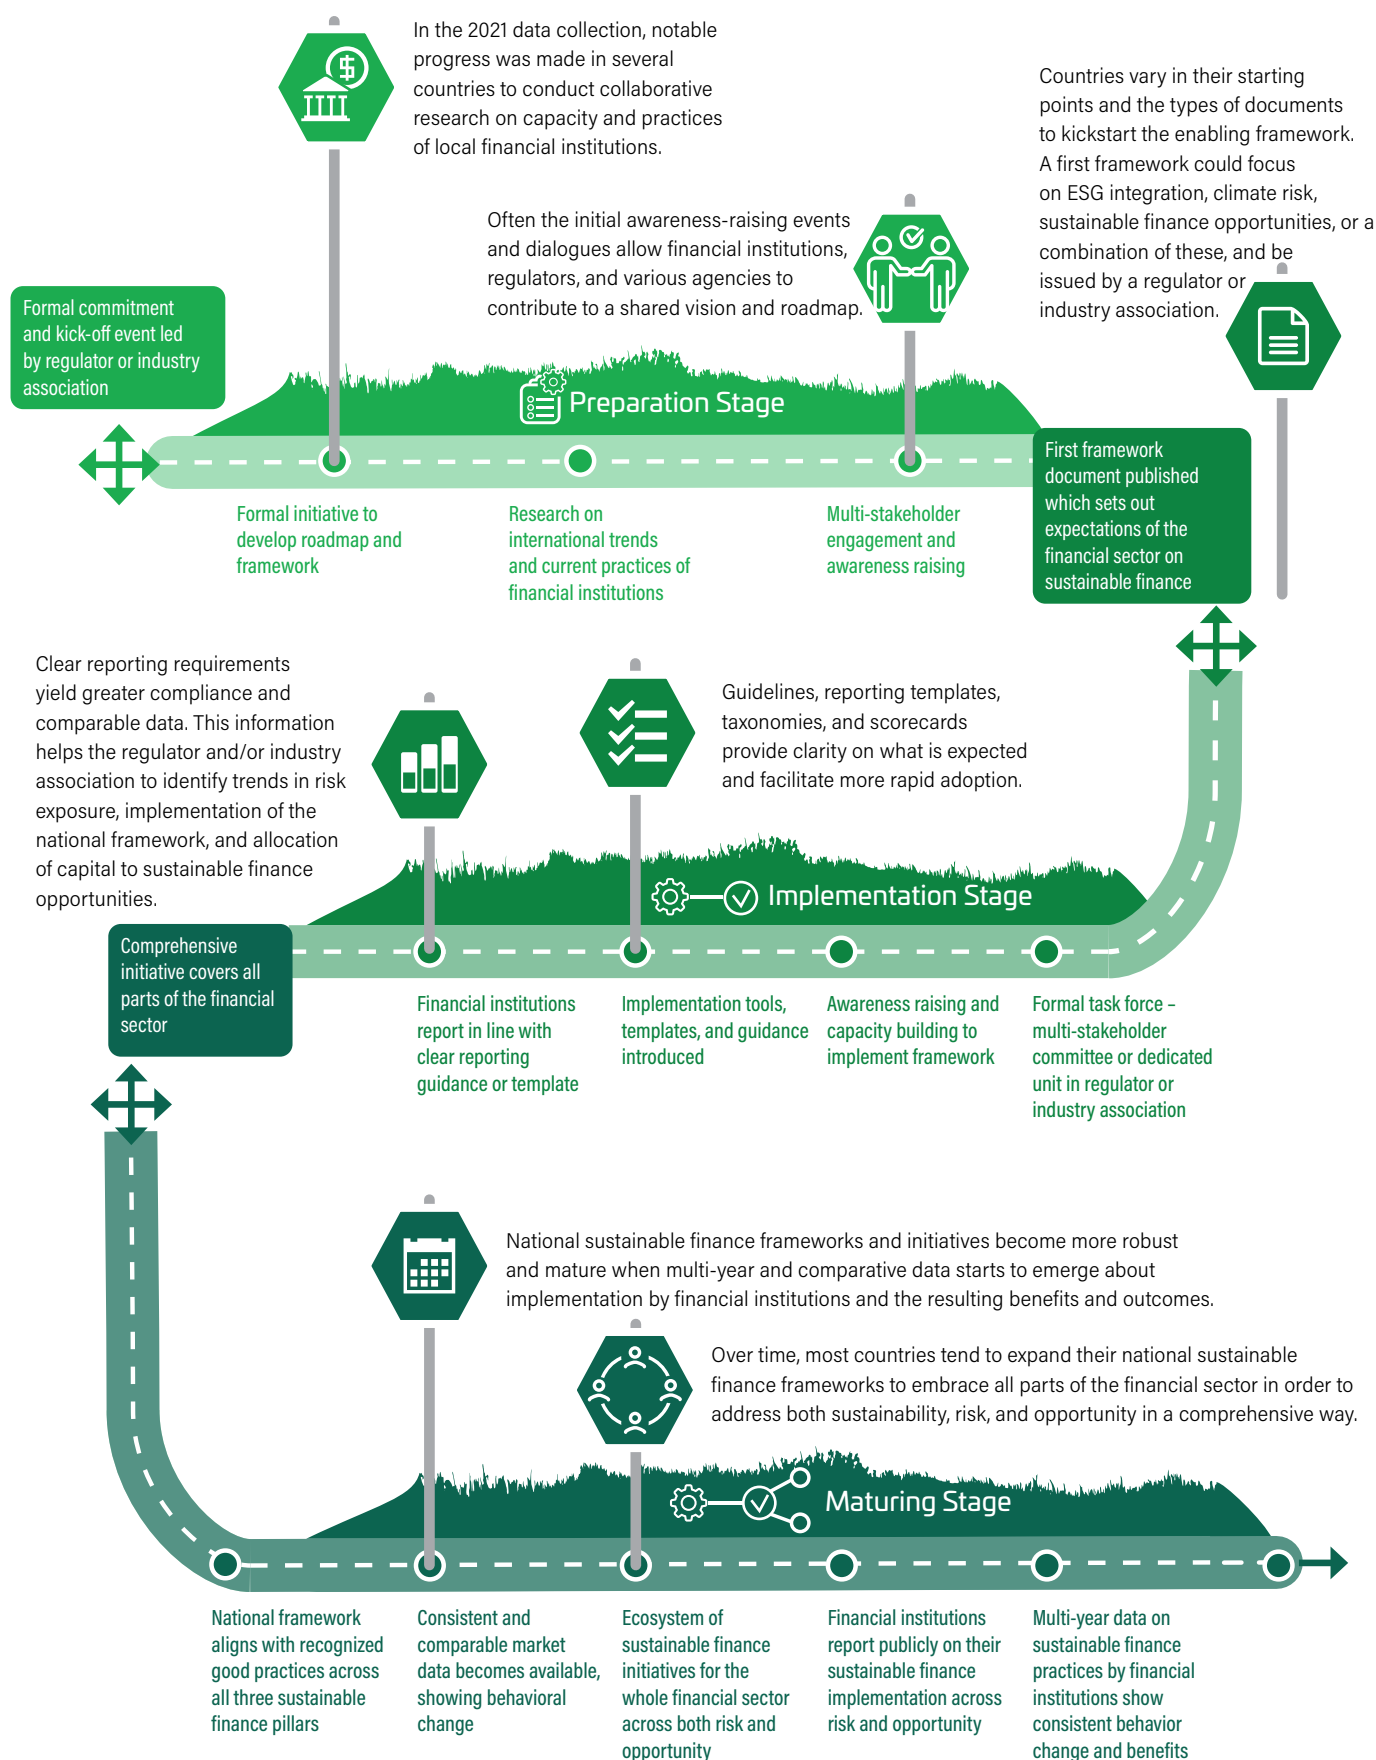 In the 2021 data collection, notable
progress was made in several
countries to conduct collaborative
research on capacity and practices
of local financial institutions.
Countries vary in their starting
points and the types of documents
to kickstart the enabling framework.
A first framework could focus
on ESG integration, climate risk,
sustainable finance opportunities, or a
combination of these, and be
issued by a regulator or
industry association.
Often the initial awareness-raising events
and dialogues allow financial institutions,
regulators, and various agencies to
contribute to a shared vision and roadmap.
Formal commitment
and kick-off event led
by regulator or industry
association
Preparation Stage
First framework
document published
which sets out
expectations of the
financial sector on
sustainable finance
Formal initiative to
develop roadmap and
framework
Research on
international trends
and current practices of
financial institutions
Multi-stakeholder
engagement and
awareness raising
Clear reporting requirements
yield greater compliance and
comparable data. This information
helps the regulator and/or industry
association to identify trends in risk
exposure, implementation of the
national framework, and allocation
of capital to sustainable finance
opportunities.
Guidelines, reporting templates,
taxonomies, and scorecards
provide clarity on what is expected
and facilitate more rapid adoption.
Implementation Stage
Comprehensive
initiative covers all
parts of the financial
sector
Financial institutions
report in line with
clear reporting
guidance or template
Implementation tools,
templates, and guidance
introduced
Awareness raising and
capacity building to
implement framework
Formal task force –
multi-stakeholder
committee or dedicated
unit in regulator or
industry association
National sustainable finance frameworks and initiatives become more robust
and mature when multi-year and comparative data starts to emerge about
implementation by financial institutions and the resulting benefits and outcomes.
Over time, most countries tend to expand their national sustainable
finance frameworks to embrace all parts of the financial sector in order to
address both sustainability, risk, and opportunity in a comprehensive way.
Maturing Stage
National framework
aligns with recognized
good practices across
all three sustainable
finance pillars
Consistent and
comparable market
data becomes available,
showing behavioral
change
Ecosystem of
sustainable finance
initiatives for the
whole financial sector
across both risk and
opportunity
Financial institutions
report publicly on their
sustainable finance
implementation across
risk and opportunity
Multi-year data on
sustainable finance
practices by financial
institutions show
consistent behavior
change and benefits